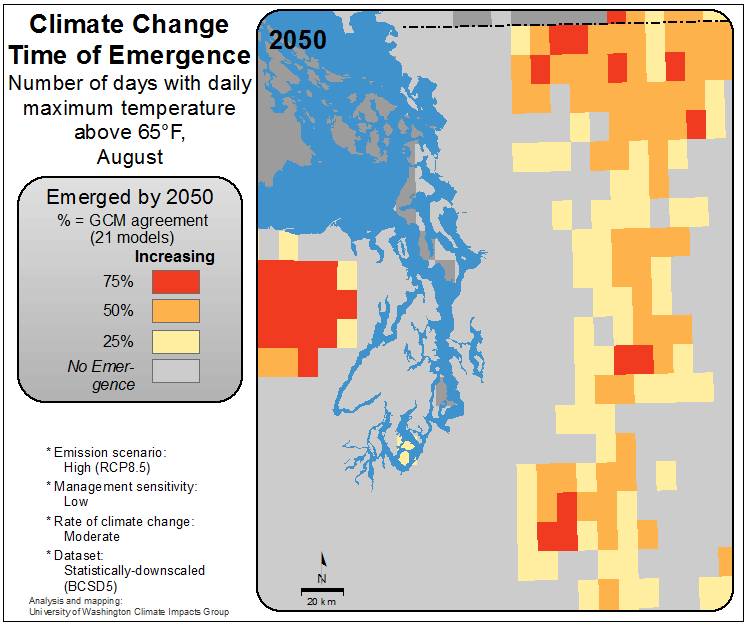 Climate Change
Time of Emergence
Number of days with daily
maximum temperature
above 65°F,
August
Emerged by 2050
% = GCM agreement
(21 models)
Increasing
75%
50%
25%
No Emer-
gence
* Emission scenario:
High (RCP8.5)
* Management sensitivity:
Low
* Rate of climate change:
Moderate
* Dataset:
Statistically-downscaled
(BCSD5)
Analysis and mapping:
University of Washington Climate Impacts Group
2050
N
20 km